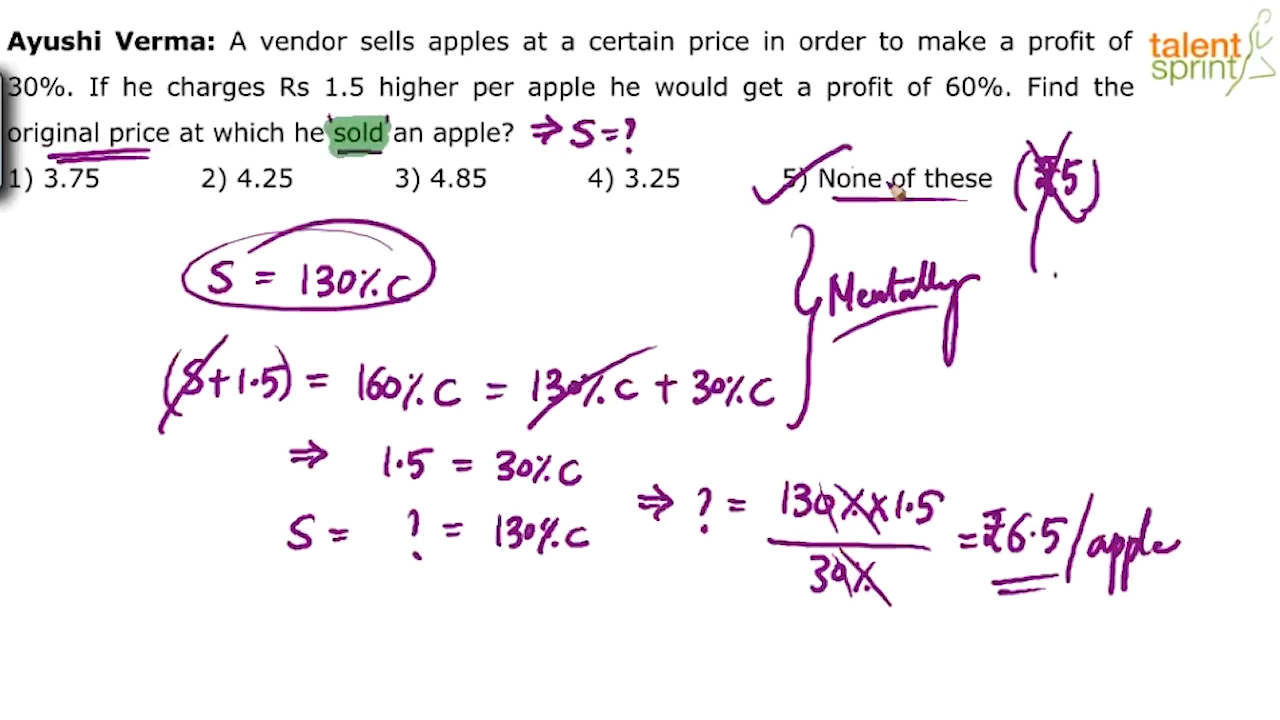 Ayushi Verma: A vendor sells apples at a certain price in order to make a profit of
talent
sprint
30%. If he charges Rs 1.5 higher per apple he would get a profit of 60%. Find the
original price at which he 'sold' an apple? ⇒ S = ?
1) 3.75 2) 4.25 3) 4.85 4) 3.25 5) None of these (₹5)
S = 130% C
Mentally
(S + 1.5) = 160% C = 130% C + 30% C
⇒ 1.5 = 30% C
S = ? = 130% C ⇒ ? = 130% x 1.5
30% = ₹6.5/apple